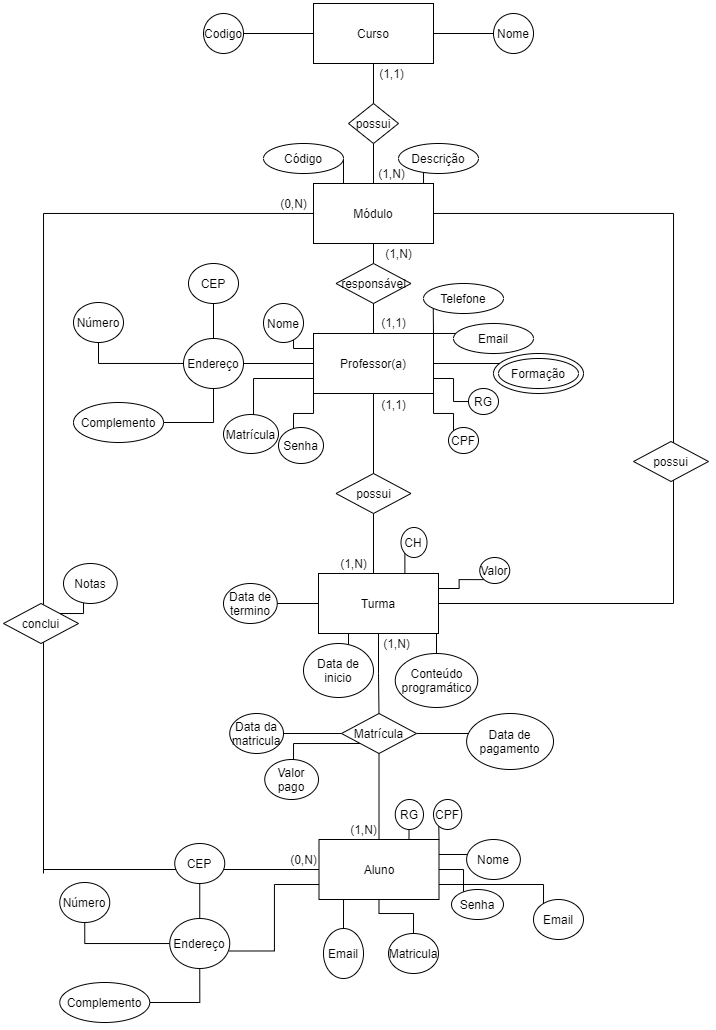 Codigo
Curso
Nome
(1,1)
possui
Código
Descrição
(1,N)
(0,N)
Módulo
(1,N)
responsável
CEP
Telefone
Número
Nome
(1,1)
Email
Endereço
Professor(a)
Formação
RG
(1,1)
Complemento
Matrícula
Senha
CPF
possui
possui
CH
(1,N)
Valor
Notas
Data de
termino
Turma
conclui
(1,N)
Data de
inicio
Conteúdo
programático
Data da
matricula
Matrícula
Data de
pagamento
Valor
pago
RG
CPF
(1,N)
(0,N)
CEP
Aluno
Nome
Número
Senha
Email
Endereço
Email
Matricula
Complemento